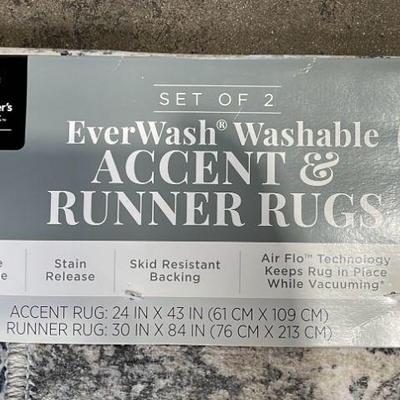 SET OF 2
EverWash® Washable
ACCENT &
RUNNER RUGS
Stain
Release
Skid Resistant
Backing
Air Flo™ Technology
Keeps Rug in Place
While Vacuuming*
ACCENT RUG: 24 IN X 43 IN (61 CM X 109 CM)
RUNNER RUG: 30 IN X 84 IN (76 CM X 213 CM)